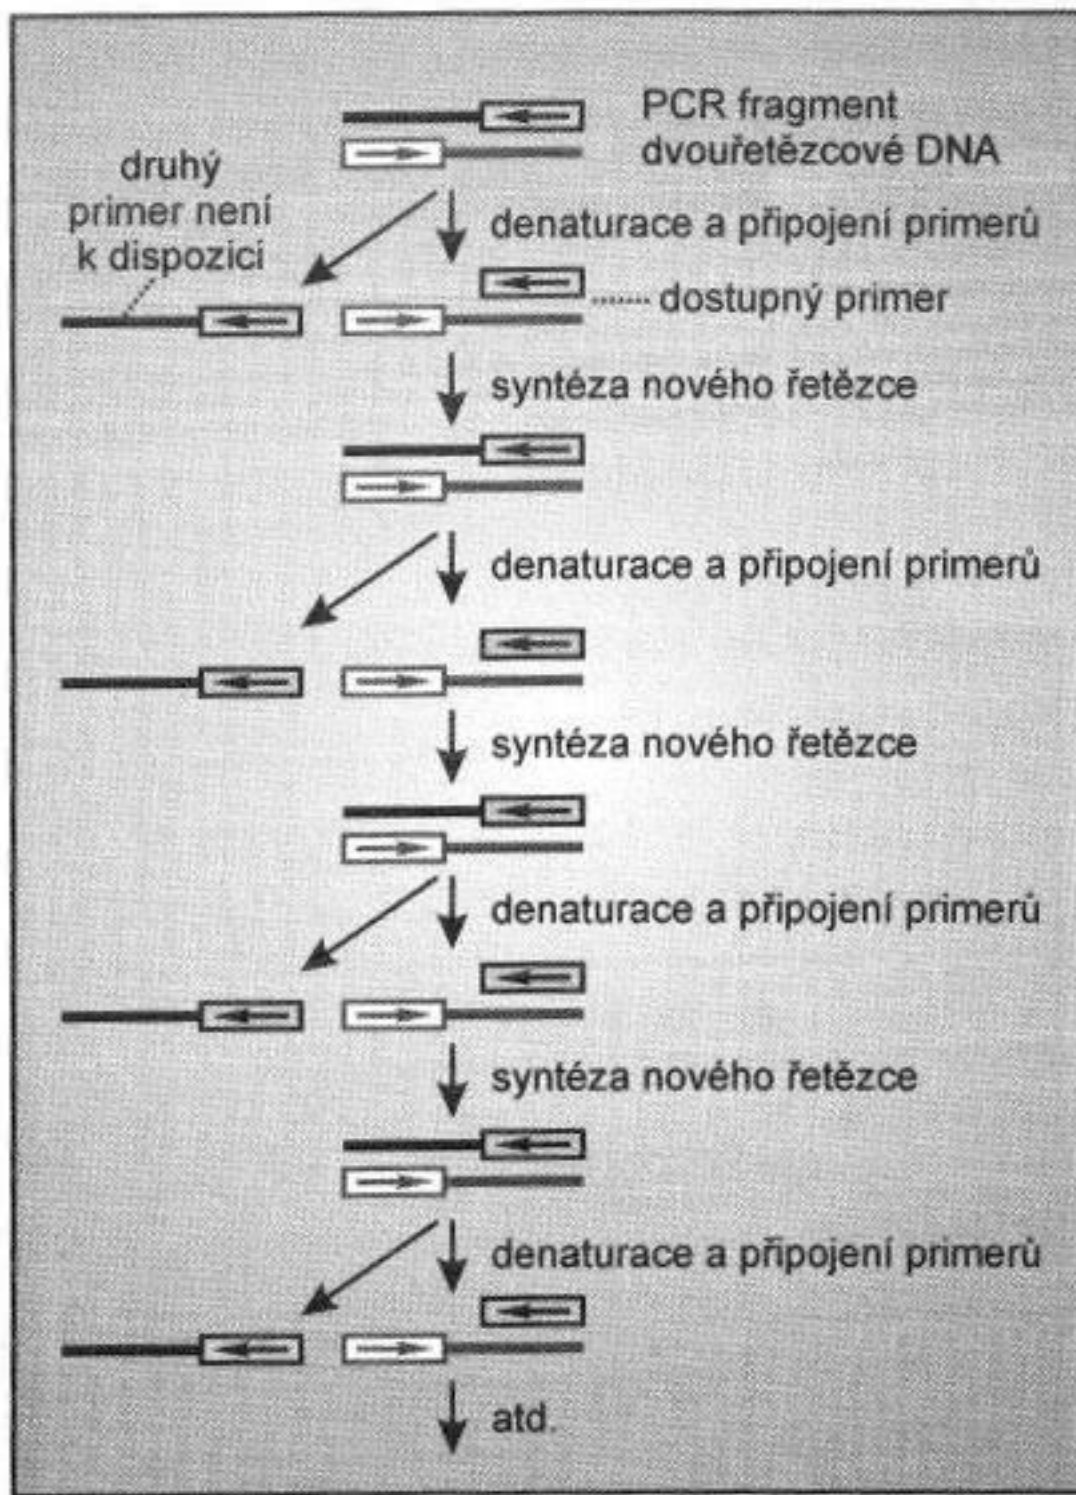 PCR fragment
dvouřetězcové DNA
druhý
primer není
k dispozici
denaturace a připojení primerů
dostupný primer
syntéza nového řetězce
denaturace a připojení primerů
syntéza nového řetězce
denaturace a připojení primerů
syntéza nového řetězce
denaturace a připojení primerů
atd.